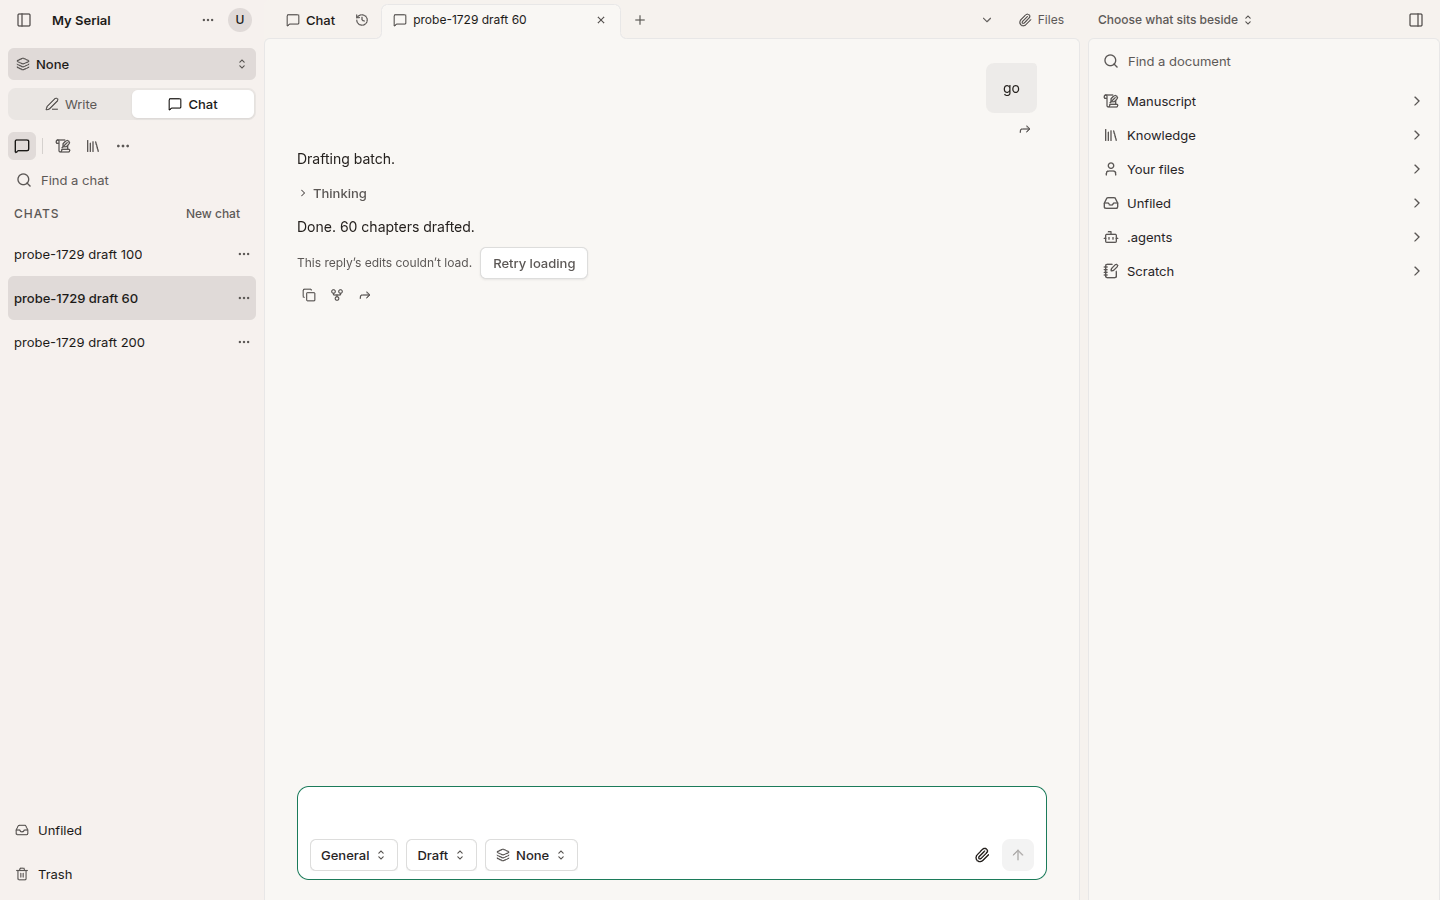 My Serial
U
None
Write
Chat
Find a chat
CHATS
New chat
probe-1729 draft 100
probe-1729 draft 60
probe-1729 draft 200
Unfiled
Trash
Chat
probe-1729 draft 60
Files
go
Drafting batch.
Thinking
Done. 60 chapters drafted.
This reply’s edits couldn’t load.
Retry loading
General
Draft
None
Choose what sits beside
Find a document
Manuscript
Knowledge
Your files
Unfiled
.agents
Scratch